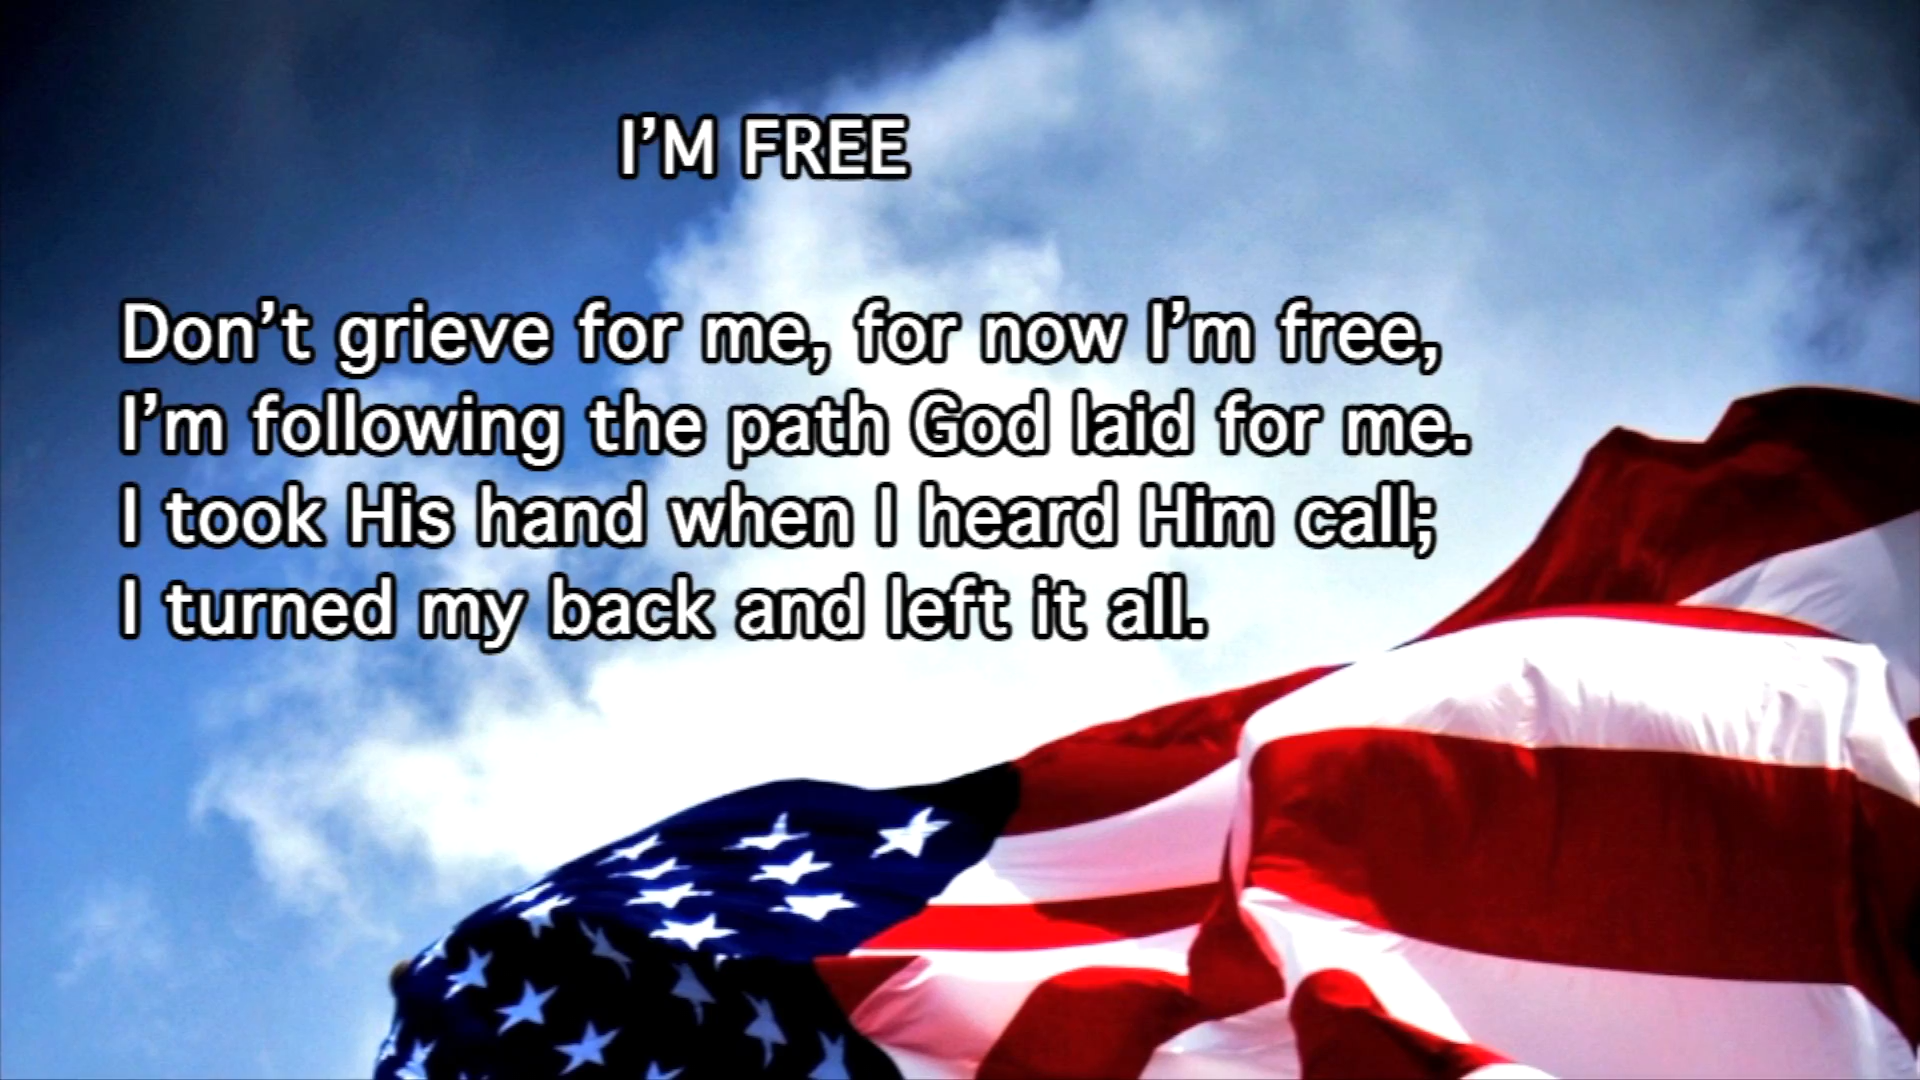 I’M FREE
Don’t grieve for me, for now I’m free,
I’m following the path God laid for me.
I took His hand when I heard Him call;
I turned my back and left it all.